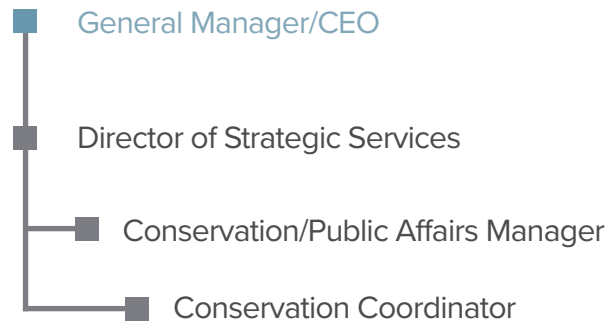 General Manager/CEO
Director of Strategic Services
Conservation/Public Affairs Manager
Conservation Coordinator